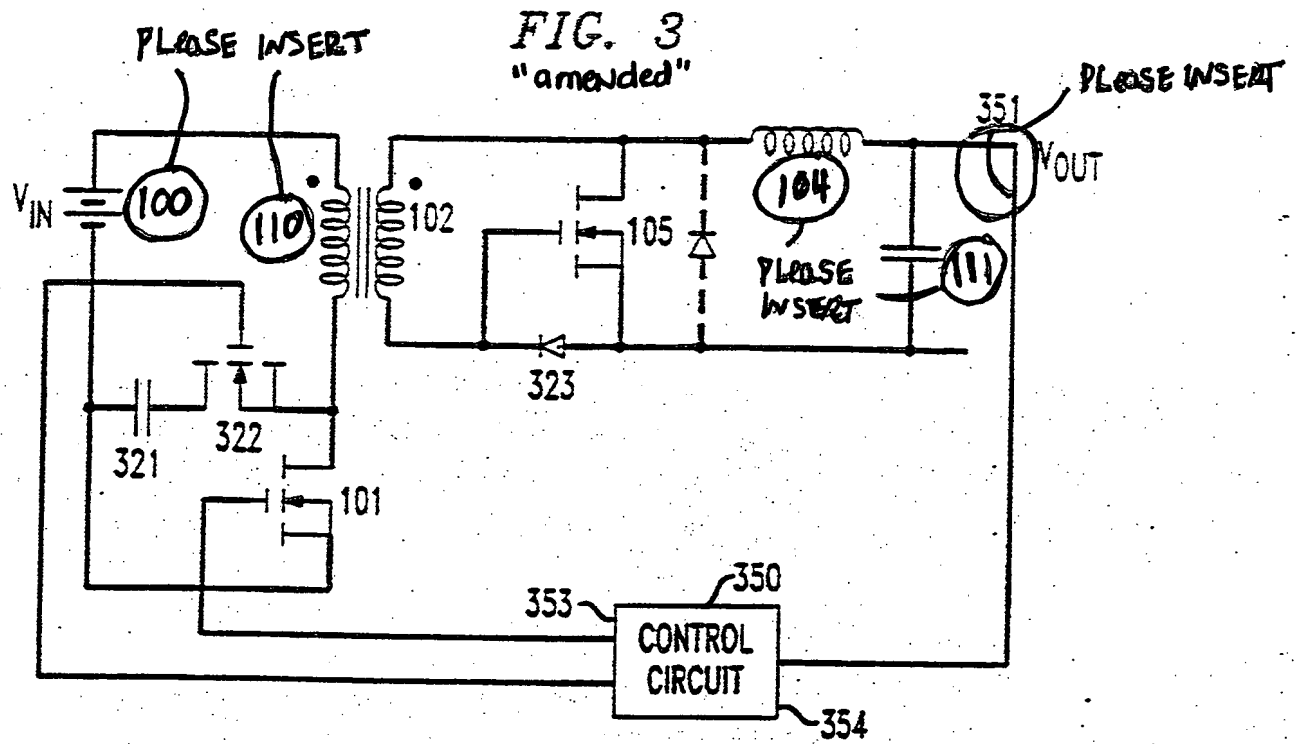 FIG. 3
"amended"
PLeaSE INSERT
PLeaSE INSERT
351
VIN
100
110
102
105
104
VOUT
PLeaSE
INSERT
111
323
321
322
101
350
353
CONTROL
CIRCUIT
354